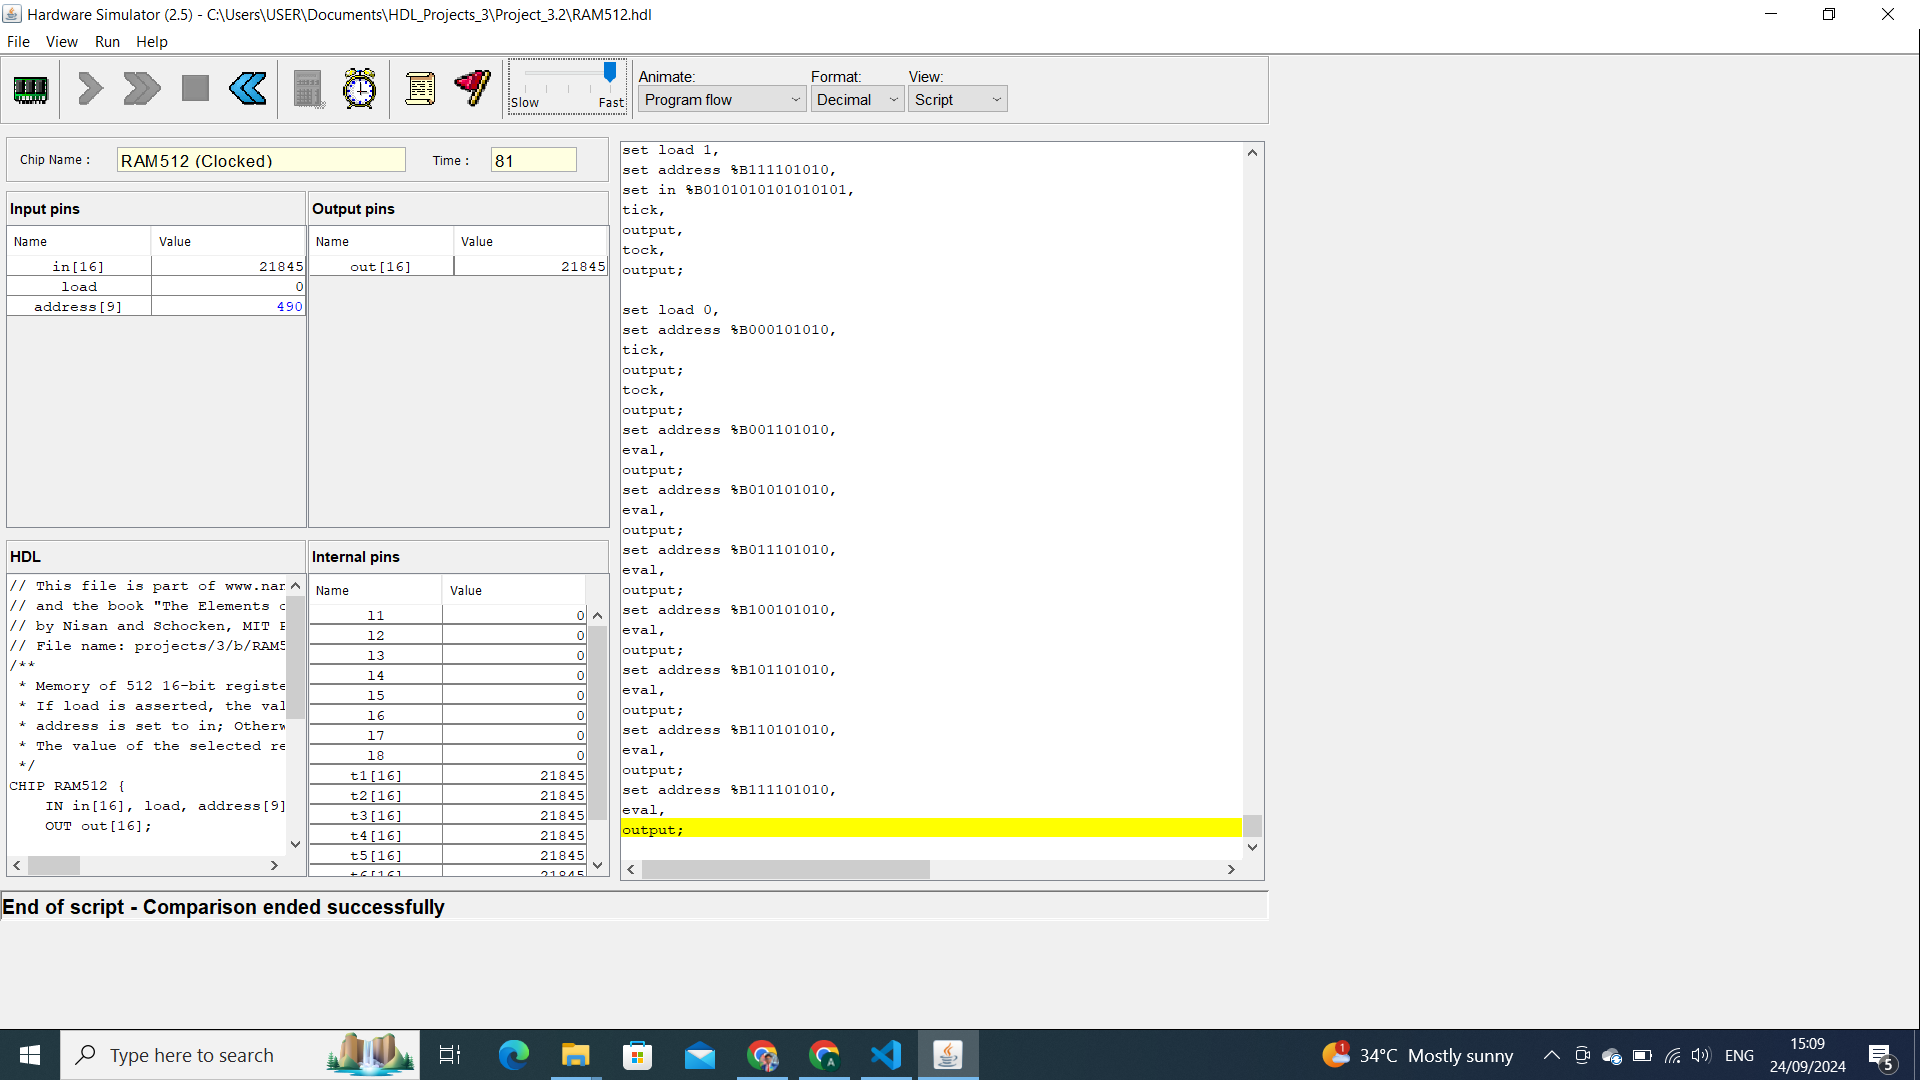 Hardware Simulator (2.5) - C:\Users\USER\Documents\HDL_Projects_3\Project_3.2\RAM512.hdl
File View Run Help
Slow Fast
Animate: Format: View:
Program flow Decimal Script
Chip Name : RAM512 (Clocked) Time : 81
Input pins
Name Value
in[16] 21845
load 0
address[9] 490
Output pins
Name Value
out[16] 21845
HDL
// This file is part of www.nan
// and the book "The Elements o
// by Nisan and Schocken, MIT P
// File name: projects/3/b/RAM5
/**
* Memory of 512 16-bit registe
* If load is asserted, the val
* address is set to in; Otherw
* The value of the selected re
*/
CHIP RAM512 {
IN in[16], load, address[9]
OUT out[16];
Internal pins
Name Value
l1 0
l2 0
l3 0
l4 0
l5 0
l6 0
l7 0
l8 0
t1[16] 21845
t2[16] 21845
t3[16] 21845
t4[16] 21845
t5[16] 21845
t6[16] 21845
set load 1,
set address %B111101010,
set in %B0101010101010101,
tick,
output,
tock,
output;
set load 0,
set address %B000101010,
tick,
output;
tock,
output;
set address %B001101010,
eval,
output;
set address %B010101010,
eval,
output;
set address %B011101010,
eval,
output;
set address %B100101010,
eval,
output;
set address %B101101010,
eval,
output;
set address %B110101010,
eval,
output;
set address %B111101010,
eval,
output;
End of script - Comparison ended successfully
Type here to search
1
34°C Mostly sunny
ENG
15:09
24/09/2024
5
A